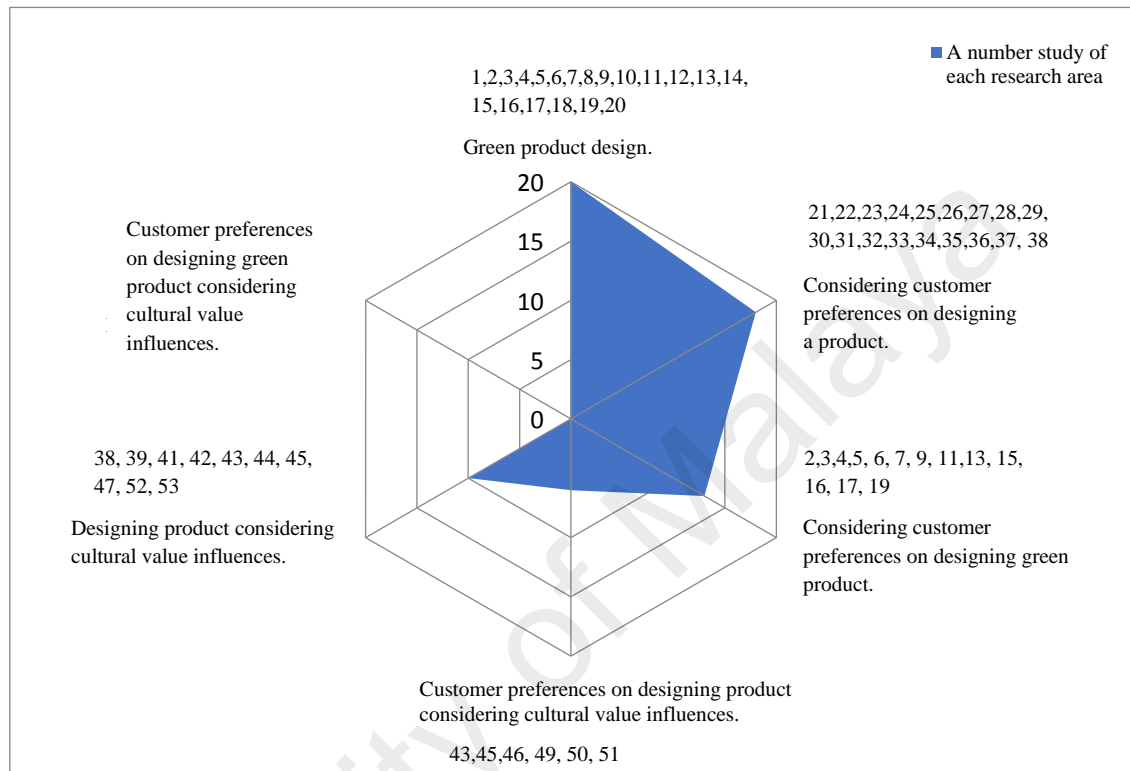 A number study of
each research area
1,2,3,4,5,6,7,8,9,10,11,12,13,14,
15,16,17,18,19,20
Green product design.
20
15
10
5
0
21,22,23,24,25,26,27,28,29,
30,31,32,33,34,35,36,37, 38
Considering customer
preferences on designing
a product.
2,3,4,5, 6, 7, 9, 11,13, 15,
16, 17, 19
Considering customer
preferences on designing green
product.
Customer preferences on designing product
considering cultural value influences.
43,45,46, 49, 50, 51
38, 39, 41, 42, 43, 44, 45,
47, 52, 53
Designing product considering
cultural value influences.
Customer preferences
on designing green
product considering
cultural value
influences.
ity of Malaya